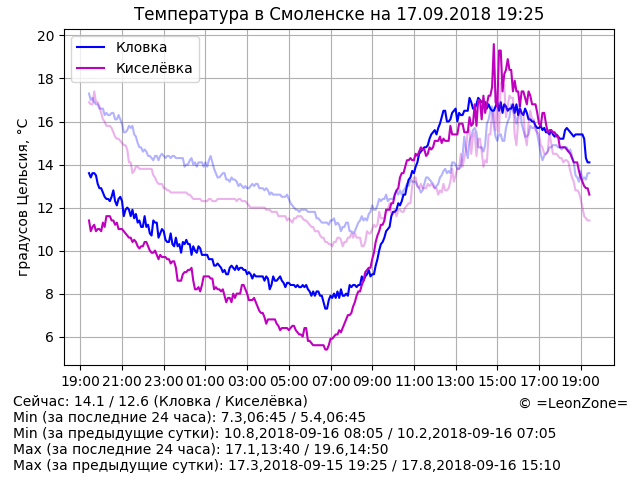 Температура в Смоленске на 17.09.2018 19:25
Кловка
Киселёвка
градусов Цельсия, °C
20
18
16
14
12
10
8
6
19:00 21:00 23:00 01:00 03:00 05:00 07:00 09:00 11:00 13:00 15:00 17:00 19:00
Сейчас: 14.1 / 12.6 (Кловка / Киселёвка)
© =LeonZone=
Min (за последние 24 часа): 7.3,06:45 / 5.4,06:45
Min (за предыдущие сутки): 10.8,2018-09-16 08:05 / 10.2,2018-09-16 07:05
Max (за последние 24 часа): 17.1,13:40 / 19.6,14:50
Max (за предыдущие сутки): 17.3,2018-09-15 19:25 / 17.8,2018-09-16 15:10